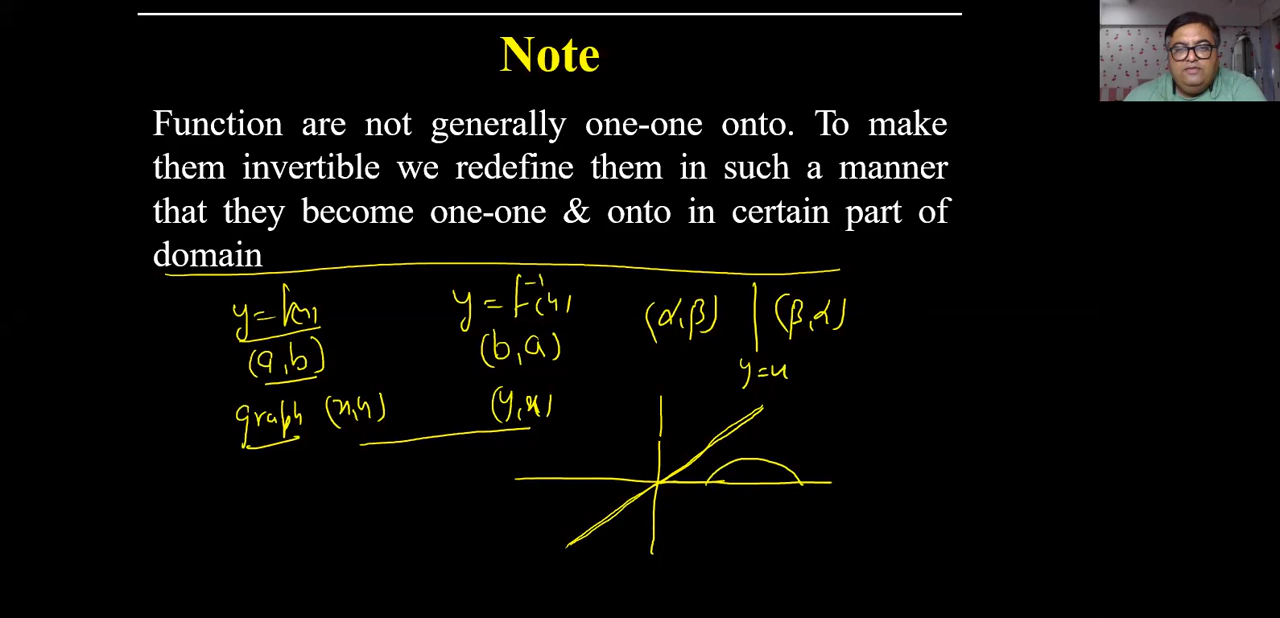 Note
Function are not generally one-one onto. To make
them invertible we redefine them in such a manner
that they become one-one & onto in certain part of
domain
y = f(x) y = f⁻¹(x) (α,β) | (β,α)
(a,b) (b,a) y=x
graph (x,y) (y,x)